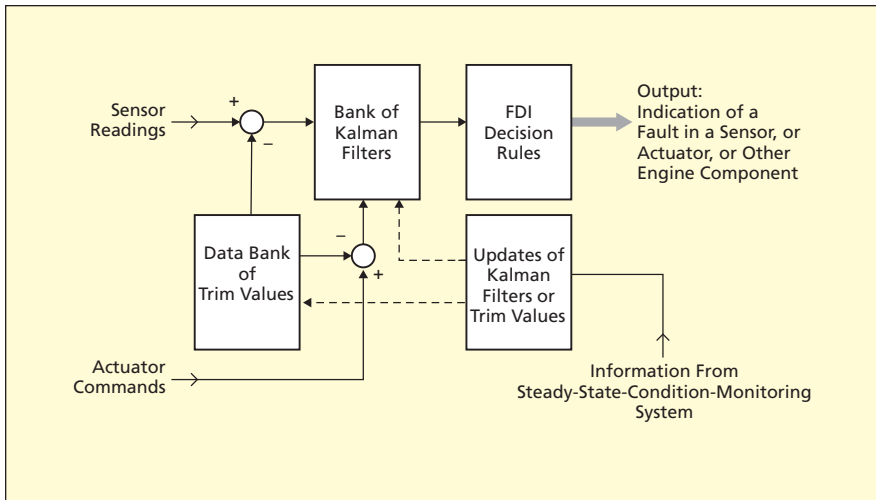 Sensor
Readings
+
−
Bank of
Kalman
Filters
FDI
Decision
Rules
Output:
Indication of a
Fault in a Sensor, or
Actuator, or Other
Engine Component
Data Bank
of
Trim Values
−
+
Updates of
Kalman
Filters or
Trim Values
Actuator
Commands
Information From
Steady-State-Condition-Monitoring
System